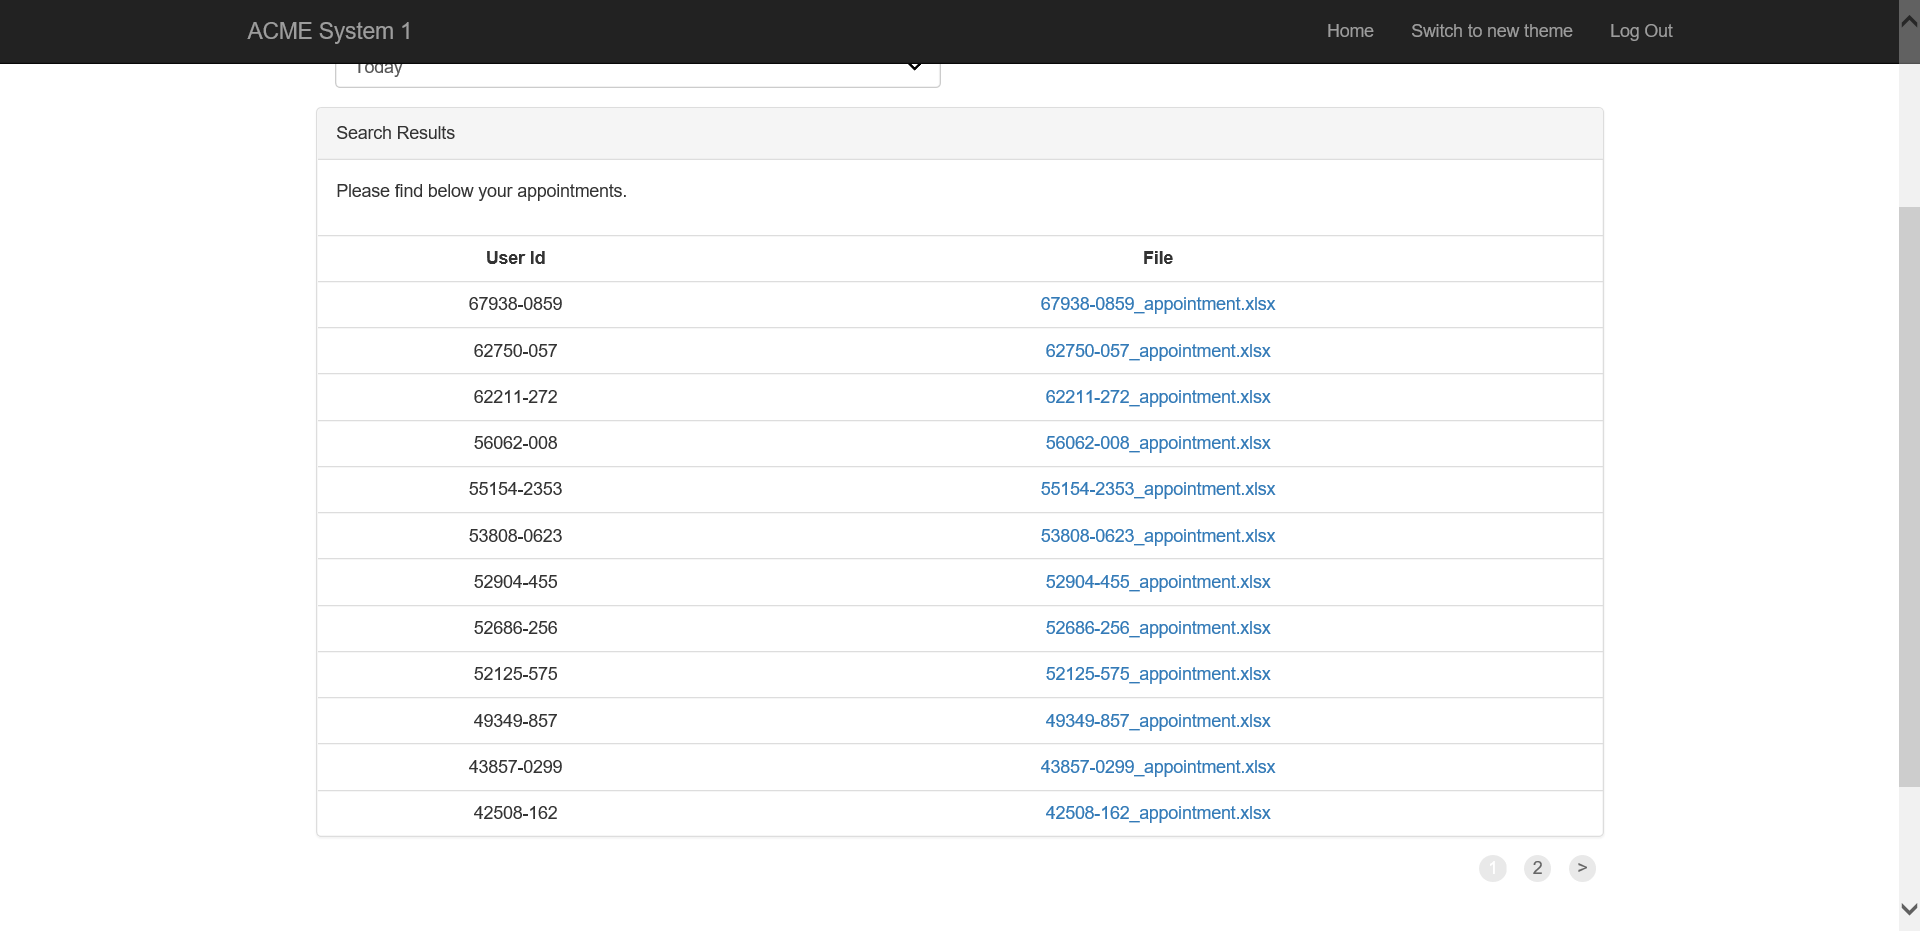 ACME System 1 Home Switch to new theme Log Out
Today
Search Results
Please find below your appointments.
User Id File
67938-0859 67938-0859_appointment.xlsx
62750-057 62750-057_appointment.xlsx
62211-272 62211-272_appointment.xlsx
56062-008 56062-008_appointment.xlsx
55154-2353 55154-2353_appointment.xlsx
53808-0623 53808-0623_appointment.xlsx
52904-455 52904-455_appointment.xlsx
52686-256 52686-256_appointment.xlsx
52125-575 52125-575_appointment.xlsx
49349-857 49349-857_appointment.xlsx
43857-0299 43857-0299_appointment.xlsx
42508-162 42508-162_appointment.xlsx
1 2 >